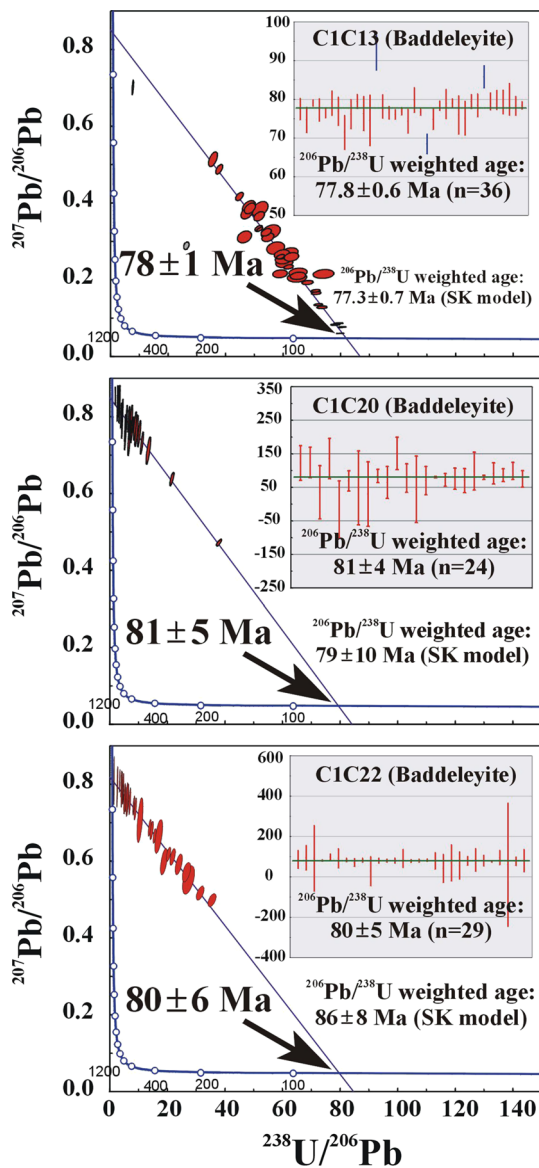 0.8
0.6
0.4
0.2
0.0
²⁰⁷Pb/²⁰⁶Pb
C1C13 (Baddeleyite)
100
90
80
70
60
50
²⁰⁶Pb/²³⁸U weighted age:
77.8±0.6 Ma (n=36)
78±1 Ma
²⁰⁶Pb/²³⁸U weighted age:
77.3±0.7 Ma (SK model)
1200
400
200
100
0.8
0.6
0.4
0.2
0.0
²⁰⁷Pb/²⁰⁶Pb
C1C20 (Baddeleyite)
350
250
150
50
-50
-150
-250
²⁰⁶Pb/²³⁸U weighted age:
81±4 Ma (n=24)
81±5 Ma
²⁰⁶Pb/²³⁸U weighted age:
79±10 Ma (SK model)
1200
400
200
100
0.8
0.6
0.4
0.2
0.0
²⁰⁷Pb/²⁰⁶Pb
C1C22 (Baddeleyite)
600
400
200
0
-200
-400
²⁰⁶Pb/²³⁸U weighted age:
80±5 Ma (n=29)
80±6 Ma
²⁰⁶Pb/²³⁸U weighted age:
86±8 Ma (SK model)
1200
400
200
100
0 20 40 60 80 100 120 140
²³⁸U/²⁰⁶Pb